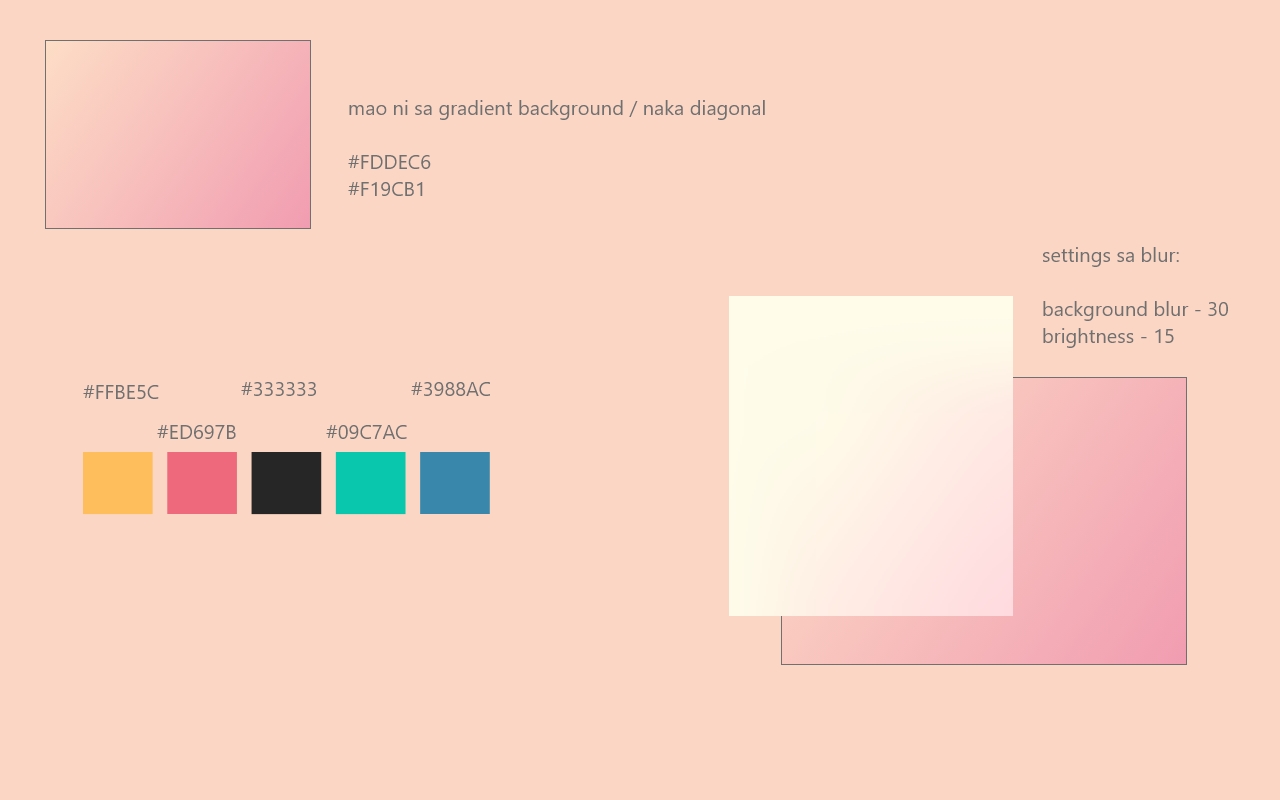 mao ni sa gradient background / naka diagonal
#FDDEC6
#F19CB1
settings sa blur:
background blur - 30
brightness - 15
#FFBE5C
#333333
#3988AC
#ED697B
#09C7AC